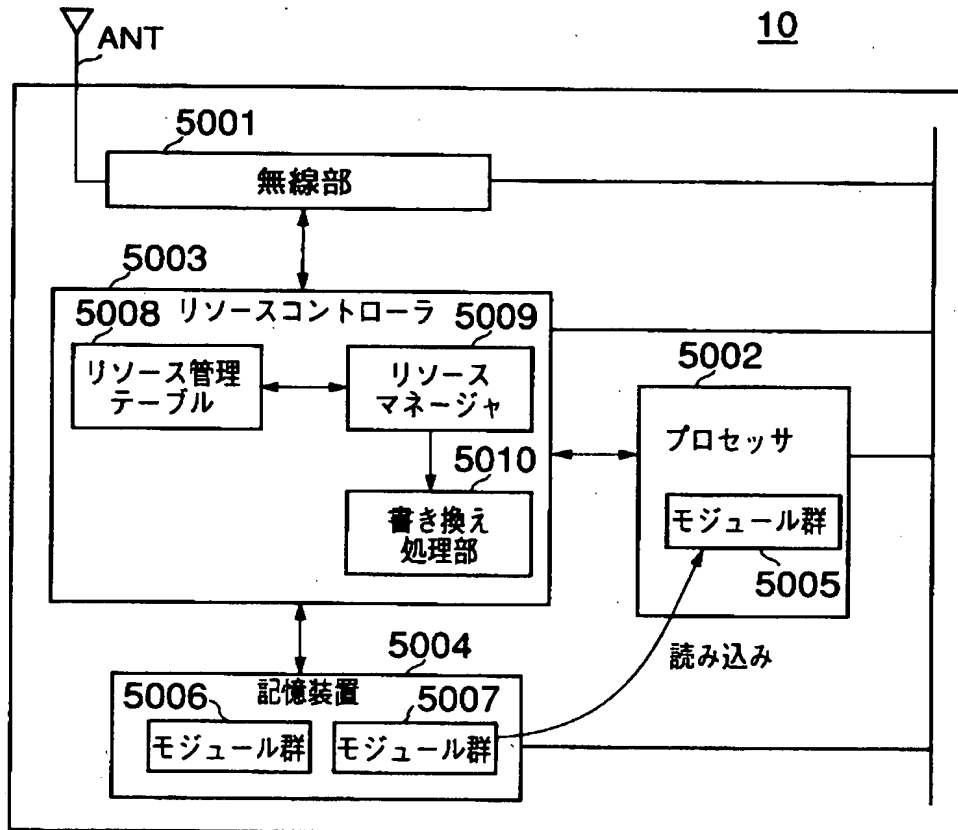 10
ANT
5001
無線部
5003
リソースコントローラ
5008
リソース管理
テーブル
5009
リソース
マネージャ
5010
書き換え
処理部
5002
プロセッサ
モジュール群
5005
読み込み
5004
記憶装置
5006
モジュール群
5007
モジュール群